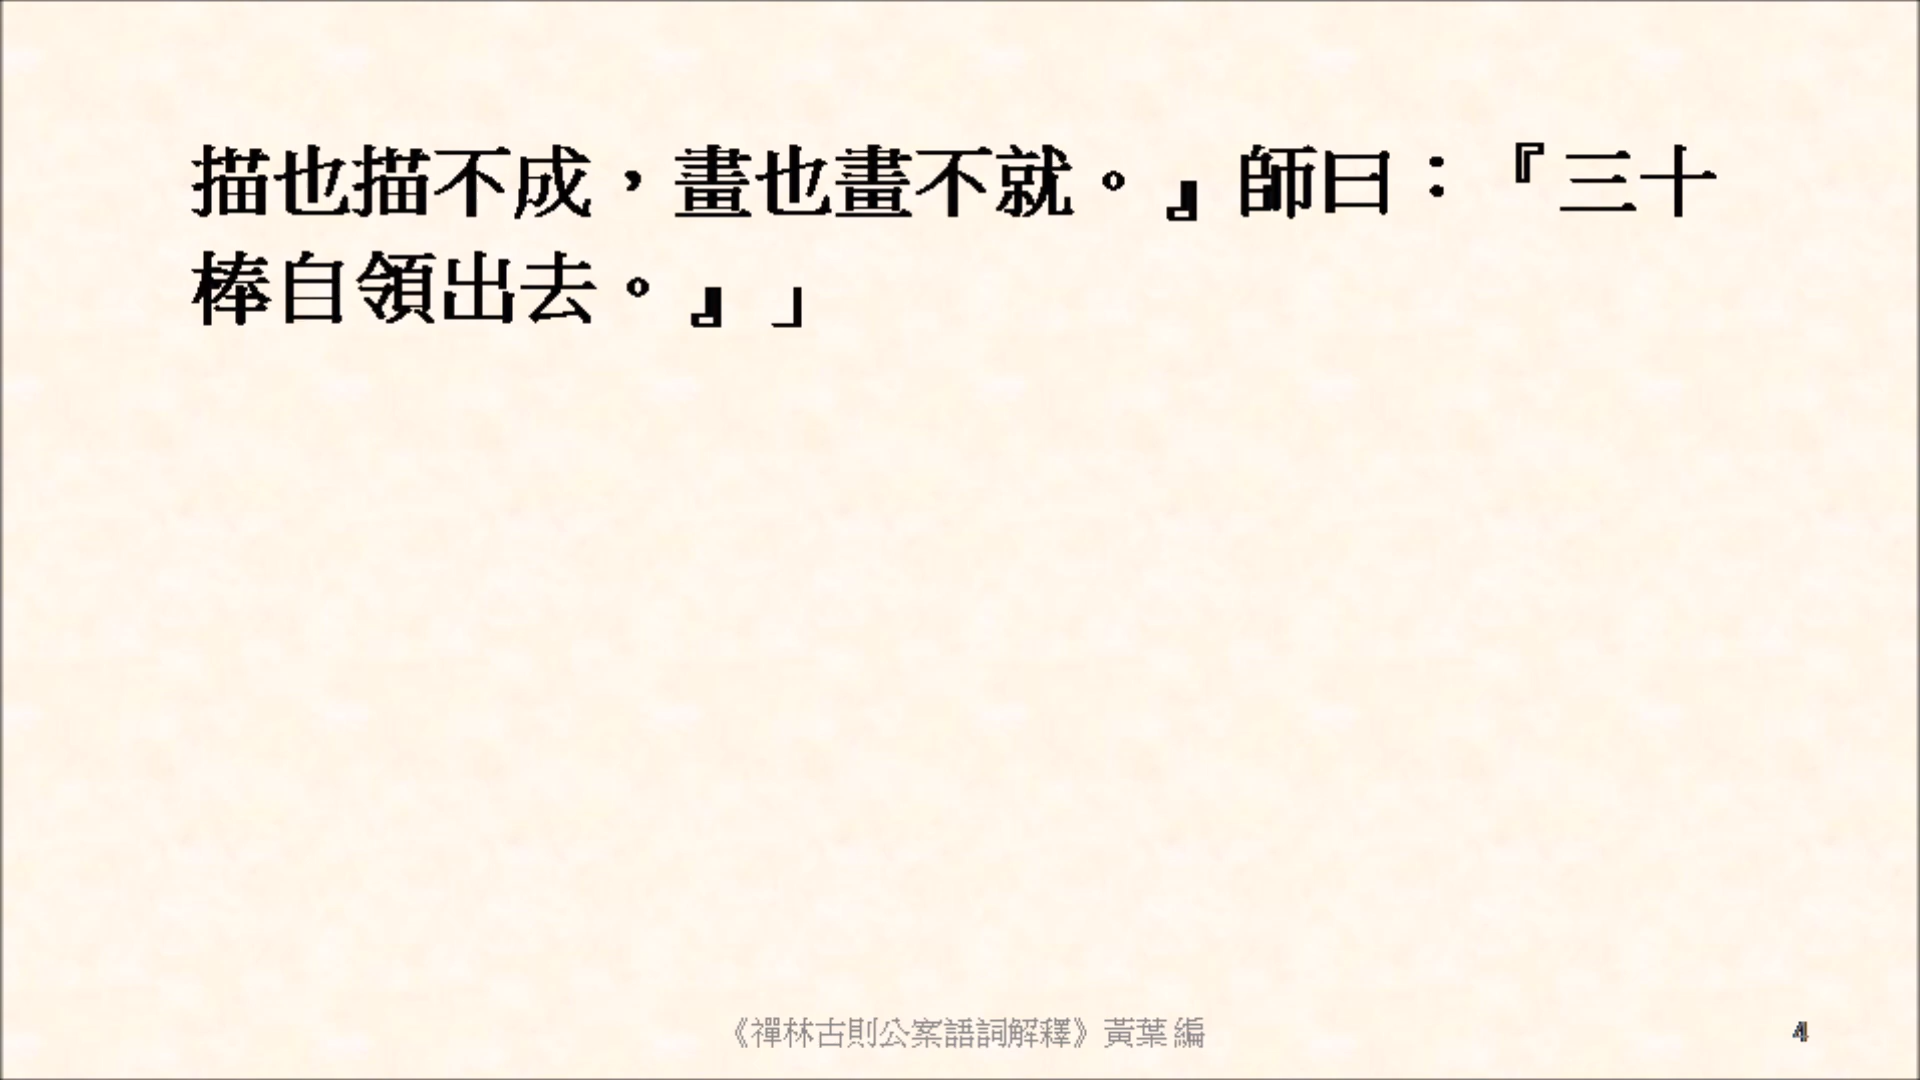 描也描不成，畫也畫不就。』師曰：『三十
棒自領出去。』」
《禪林古則公案語詞解釋》黃葉 編
4